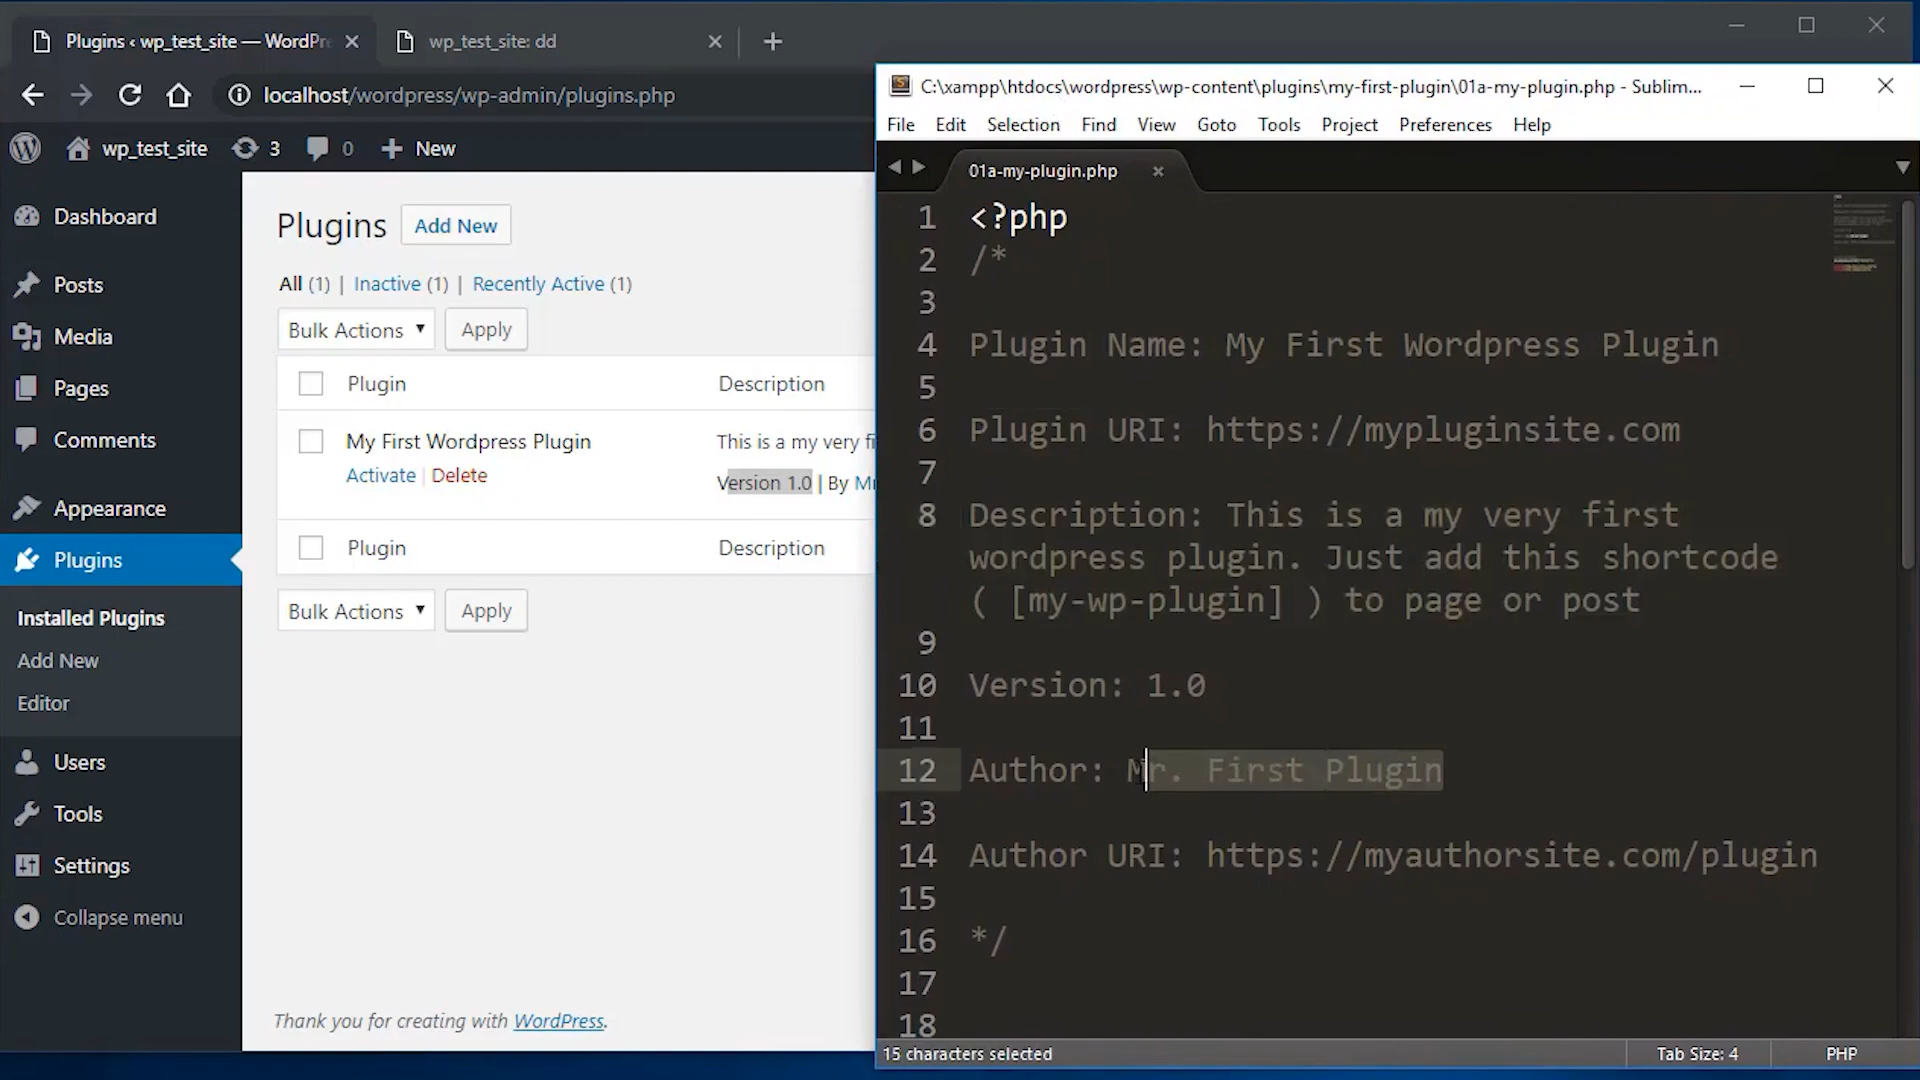 Plugins ‹ wp_test_site — WordPr
wp_test_site: dd
localhost/wordpress/wp-admin/plugins.php
wp_test_site
3
0
New
Dashboard
Posts
Media
Pages
Comments
Appearance
Plugins
Installed Plugins
Add New
Editor
Users
Tools
Settings
Collapse menu
Plugins
Add New
All (1) | Inactive (1) | Recently Active (1)
Bulk Actions
Apply
Plugin
Description
My First Wordpress Plugin
This is a my very fi
Activate | Delete
Version 1.0 | By Mr
Plugin
Description
Bulk Actions
Apply
Thank you for creating with WordPress.
C:\xampp\htdocs\wordpress\wp-content\plugins\my-first-plugin\01a-my-plugin.php - Sublim...
File Edit Selection Find View Goto Tools Project Preferences Help
01a-my-plugin.php
1 <?php
2 /*
3
4 Plugin Name: My First Wordpress Plugin
5
6 Plugin URI: https://mypluginsite.com
7
8 Description: This is a my very first
wordpress plugin. Just add this shortcode
( [my-wp-plugin] ) to page or post
9
10 Version: 1.0
11
12 Author: Mr. First Plugin
13
14 Author URI: https://myauthorsite.com/plugin
15
16 */
17
18
15 characters selected
Tab Size: 4
PHP